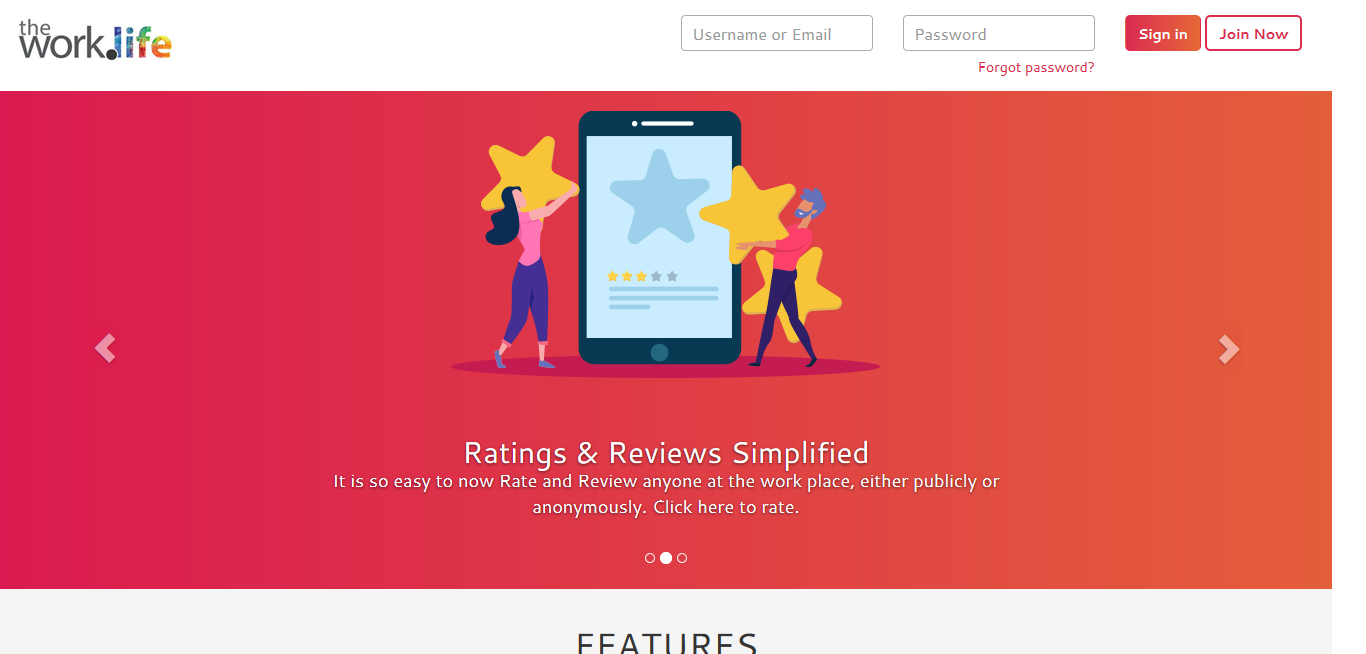 the
work.life
Username or Email
Password
Sign in
Join Now
Forgot password?
Ratings & Reviews Simplified
It is so easy to now Rate and Review anyone at the work place, either publicly or
anonymously. Click here to rate.
FEATURES